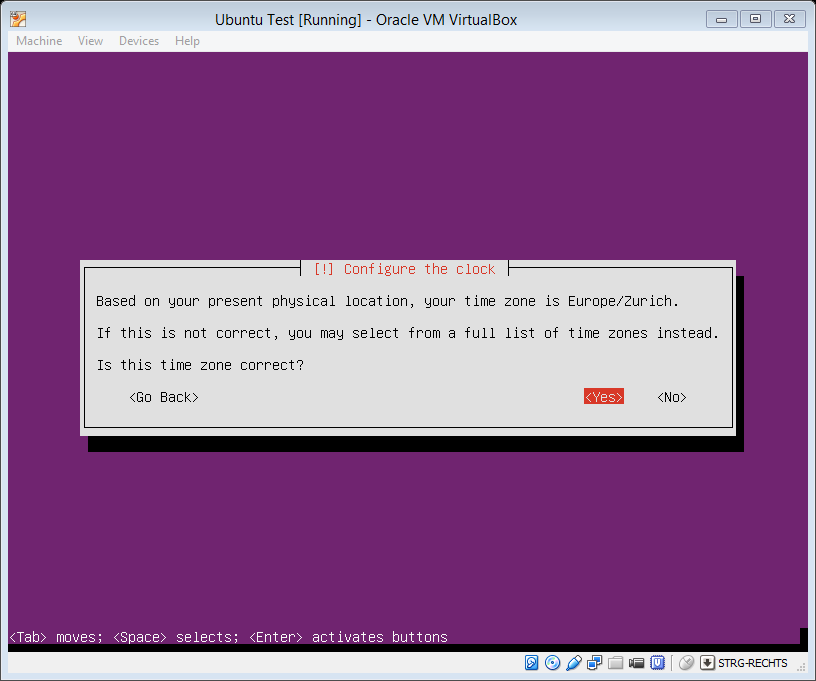 Ubuntu Test [Running] - Oracle VM VirtualBox
Machine View Devices Help
[!] Configure the clock
Based on your present physical location, your time zone is Europe/Zurich.
If this is not correct, you may select from a full list of time zones instead.
Is this time zone correct?
<Go Back> <Yes> <No>
<Tab> moves; <Space> selects; <Enter> activates buttons
STRG-RECHTS